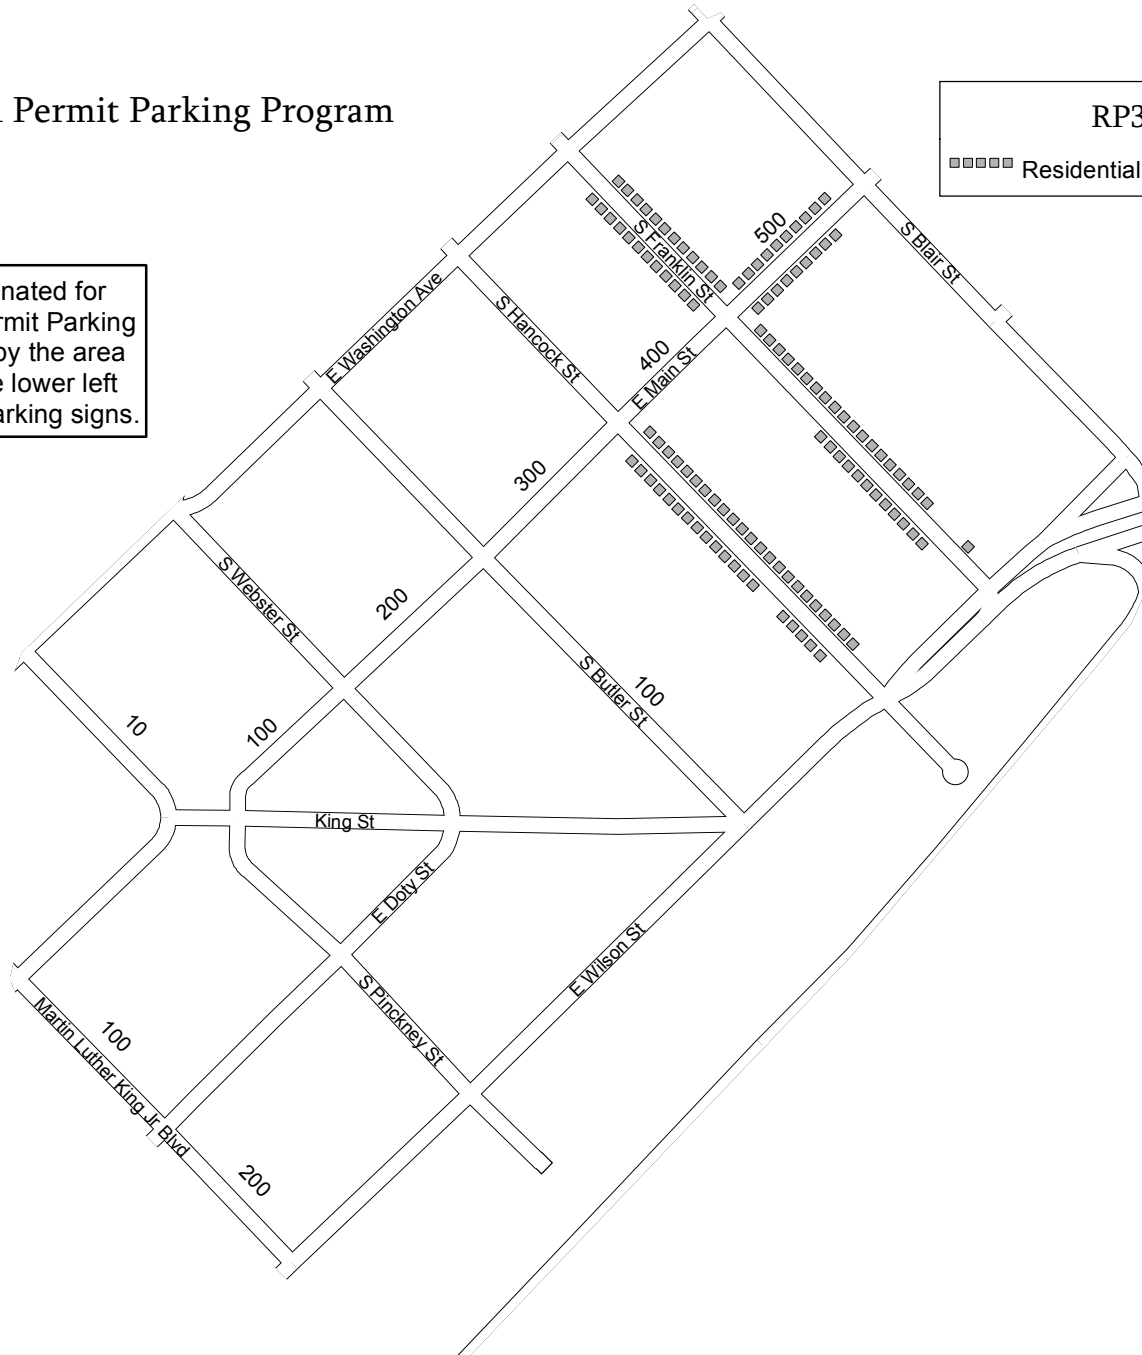 Permit Parking Program
RP3
Residential
nated for
rmit Parking
by the area
e lower left
arking signs.
S Blair St
500
S Franklin St
E Washington Ave
S Hancock St
400
E Main St
300
S Webster St
200
S Butler St
100
10
100
King St
E Doty St
E Wilson St
S Pinckney St
Martin Luther King Jr Blvd
100
200